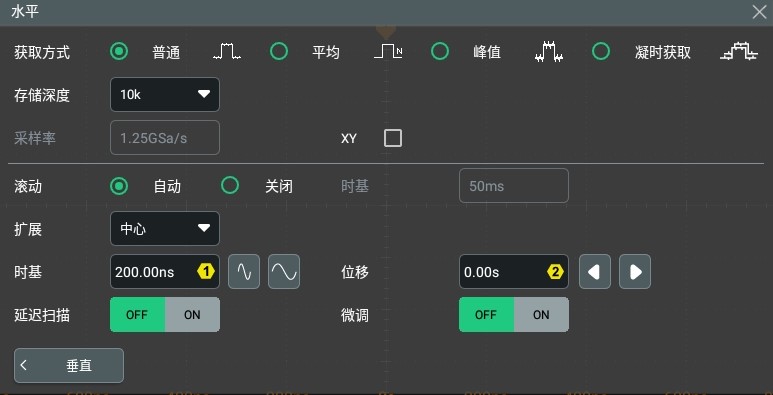 水平
获取方式 普通 平均 N 峰值 凝时获取
存储深度 10k
采样率 1.25GSa/s XY
滚动 自动 关闭 时基 50ms
扩展 中心
时基 200.00ns 1 位移 0.00s 2
延迟扫描 OFF ON 微调 OFF ON
垂直